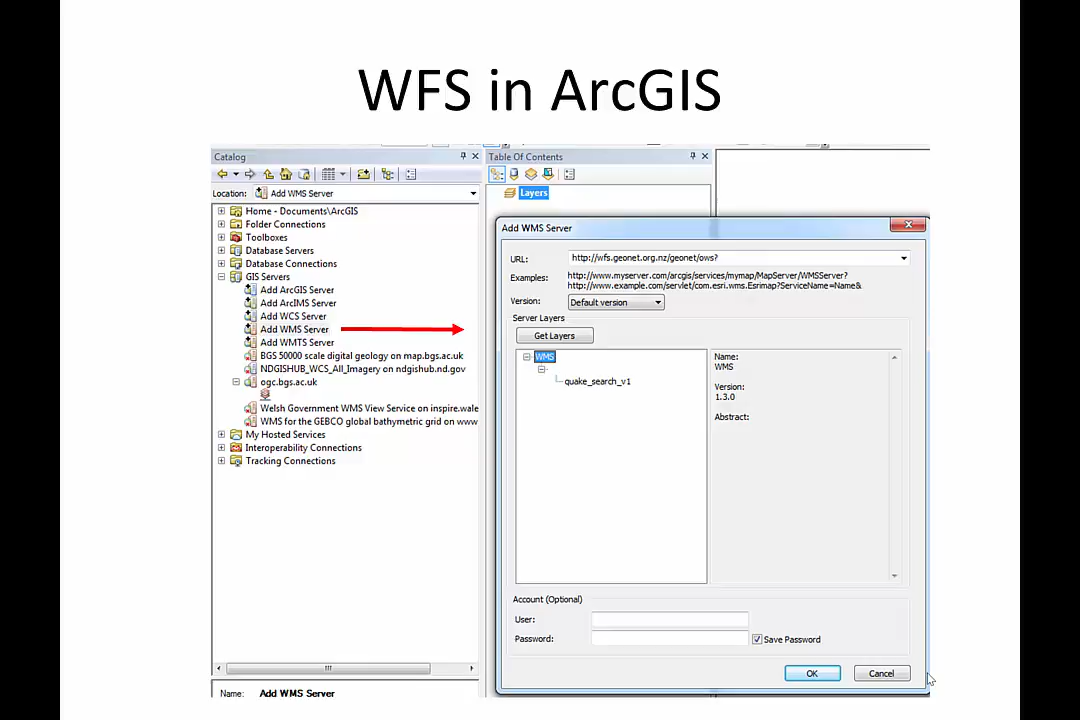 WFS in ArcGIS
Catalog
Location: Add WMS Server
Home - Documents\ArcGIS
Folder Connections
Toolboxes
Database Servers
Database Connections
GIS Servers
Add ArcGIS Server
Add ArcIMS Server
Add WCS Server
Add WMS Server
Add WMTS Server
BGS 50000 scale digital geology on map.bgs.ac.uk
NDGISHUB_WCS_All_Imagery on ndgishub.nd.gov
ogc.bgs.ac.uk
Welsh Government WMS View Service on inspire.wale
WMS for the GEBCO global bathymetric grid on www
My Hosted Services
Interoperability Connections
Tracking Connections
Name: Add WMS Server
Table Of Contents
Layers
Add WMS Server
URL: http://wfs.geonet.org.nz/geonet/ows?
Examples: http://www.myserver.com/arcgis/services/mymap/MapServer/WMSServer?
http://www.example.com/servlet/com.esri.wms.Esrimap?ServiceName=Name&
Version: Default version
Server Layers
Get Layers
WMS
quake_search_v1
Name:
WMS
Version:
1.3.0
Abstract:
Account (Optional)
User:
Password: Save Password
OK Cancel